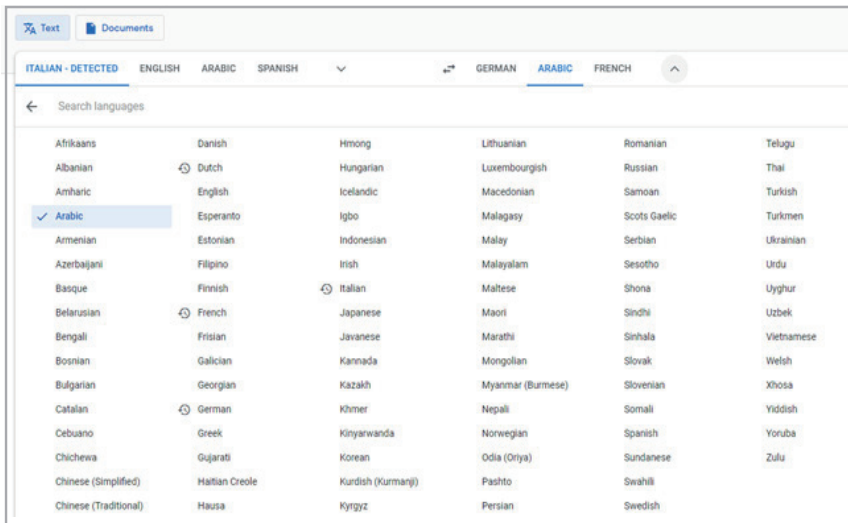 Text Documents
ITALIAN - DETECTED ENGLISH ARABIC SPANISH GERMAN ARABIC FRENCH
Search languages
Afrikaans Danish Hmong Lithuanian Romanian Telugu
Albanian Dutch Hungarian Luxembourgish Russian Thai
Amharic English Icelandic Macedonian Samoan Turkish
Arabic Esperanto Igbo Malagasy Scots Gaelic Turkmen
Armenian Estonian Indonesian Malay Serbian Ukrainian
Azerbaijani Filipino Irish Malayalam Sesotho Urdu
Basque Finnish Italian Maltese Shona Uyghur
Belarusian French Japanese Maori Sindhi Uzbek
Bengali Frisian Javanese Marathi Sinhala Vietnamese
Bosnian Galician Kannada Mongolian Slovak Welsh
Bulgarian Georgian Kazakh Myanmar (Burmese) Slovenian Xhosa
Catalan German Khmer Nepali Somali Yiddish
Cebuano Greek Kinyarwanda Norwegian Spanish Yoruba
Chichewa Gujarati Korean Odia (Oriya) Sundanese Zulu
Chinese (Simplified) Haitian Creole Kurdish (Kurmanji) Pashto Swahili
Chinese (Traditional) Hausa Kyrgyz Persian Swedish